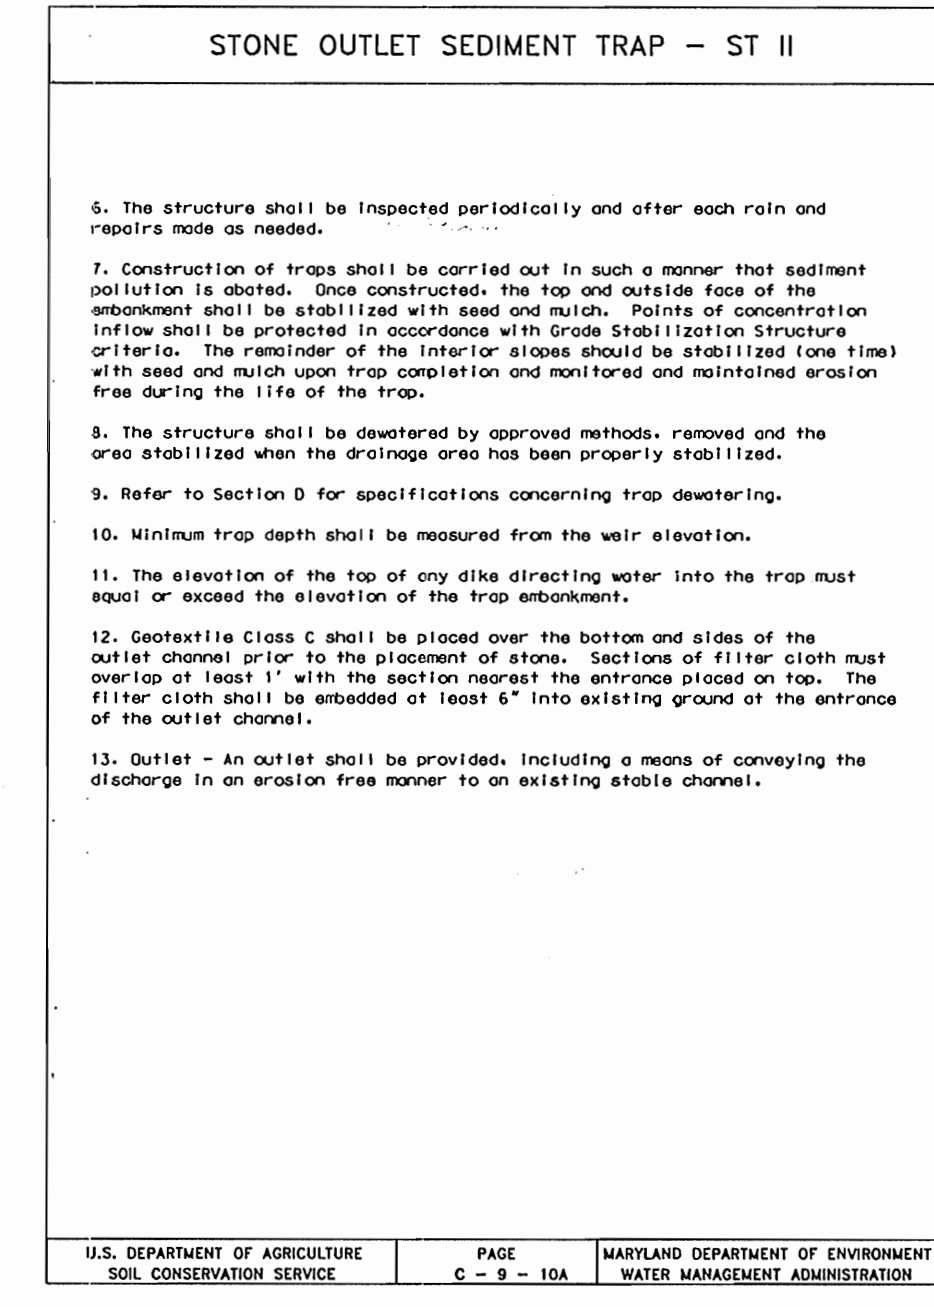 STONE OUTLET SEDIMENT TRAP - ST II
6. The structure shall be inspected periodically and after each rain and
repairs made as needed.
7. Construction of traps shall be carried out in such a manner that sediment
pollution is abated. Once constructed, the top and outside face of the
embankment shall be stabilized with seed and mulch. Points of concentration
inflow shall be protected in accordance with Grade Stabilization Structure
criteria. The remainder of the interior slopes should be stabilized (one time)
with seed and mulch upon trap completion and monitored and maintained erosion
free during the life of the trap.
8. The structure shall be dewatered by approved methods, removed and the
area stabilized when the drainage area has been properly stabilized.
9. Refer to Section D for specifications concerning trap dewatering.
10. Minimum trap depth shall be measured from the weir elevation.
11. The elevation of the top of any dike directing water into the trap must
equal or exceed the elevation of the trap embankment.
12. Geotextile Class C shall be placed over the bottom and sides of the
outlet channel prior to the placement of stone. Sections of filter cloth must
overlap at least 1' with the section nearest the entrance placed on top. The
filter cloth shall be embedded at least 6" into existing ground at the entrance
of the outlet channel.
13. Outlet - An outlet shall be provided, including a means of conveying the
discharge in an erosion free manner to an existing stable channel.
U.S. DEPARTMENT OF AGRICULTURE
SOIL CONSERVATION SERVICE
PAGE
C - 9 - 10A
MARYLAND DEPARTMENT OF ENVIRONMENT
WATER MANAGEMENT ADMINISTRATION